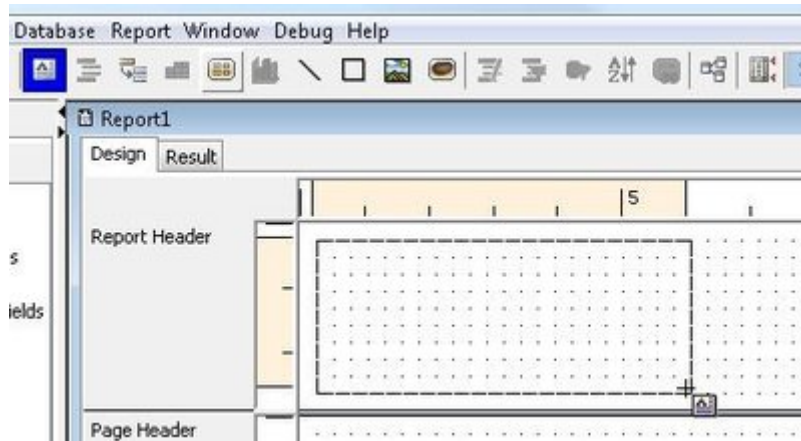 Database Report Window Debug Help
Report1
Design Result
5
Report Header
s
ields
Page Header